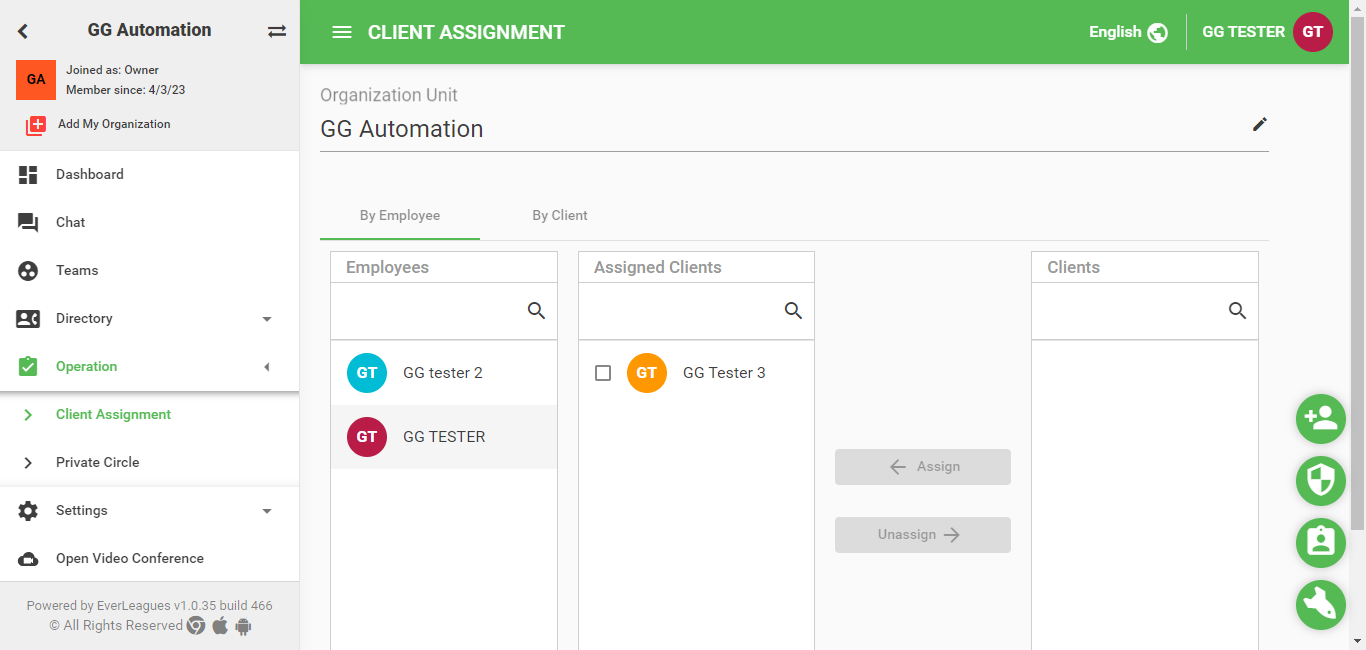 GG Automation
GA
Joined as: Owner
Member since: 4/3/23
Add My Organization
Dashboard
Chat
Teams
Directory
Operation
Client Assignment
Private Circle
Settings
Open Video Conference
Powered by EverLeagues v1.0.35 build 466
© All Rights Reserved
CLIENT ASSIGNMENT
English
GG TESTER
GT
Organization Unit
GG Automation
By Employee
By Client
Employees
GT GG tester 2
GT GG TESTER
Assigned Clients
GT GG Tester 3
Assign
Unassign
Clients